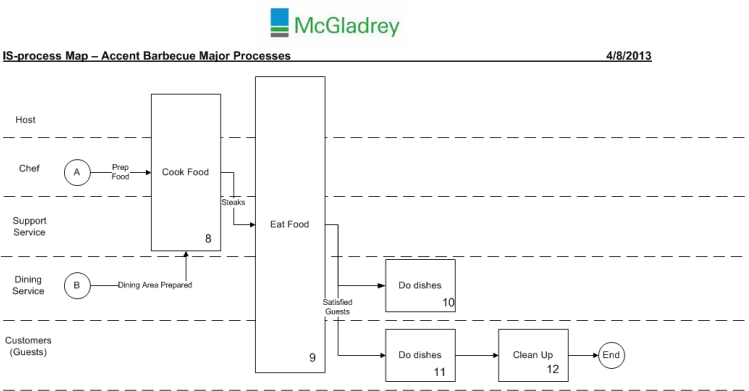 McGladrey
IS-process Map – Accent Barbecue Major Processes 4/8/2013
Host
Chef
A
Prep
Food
Cook Food
8
Steaks
Support
Service
Eat Food
9
Dining
Service
B
Dining Area Prepared
Satisfied
Guests
Do dishes
10
Customers
(Guests)
Do dishes
11
Clean Up
12
End